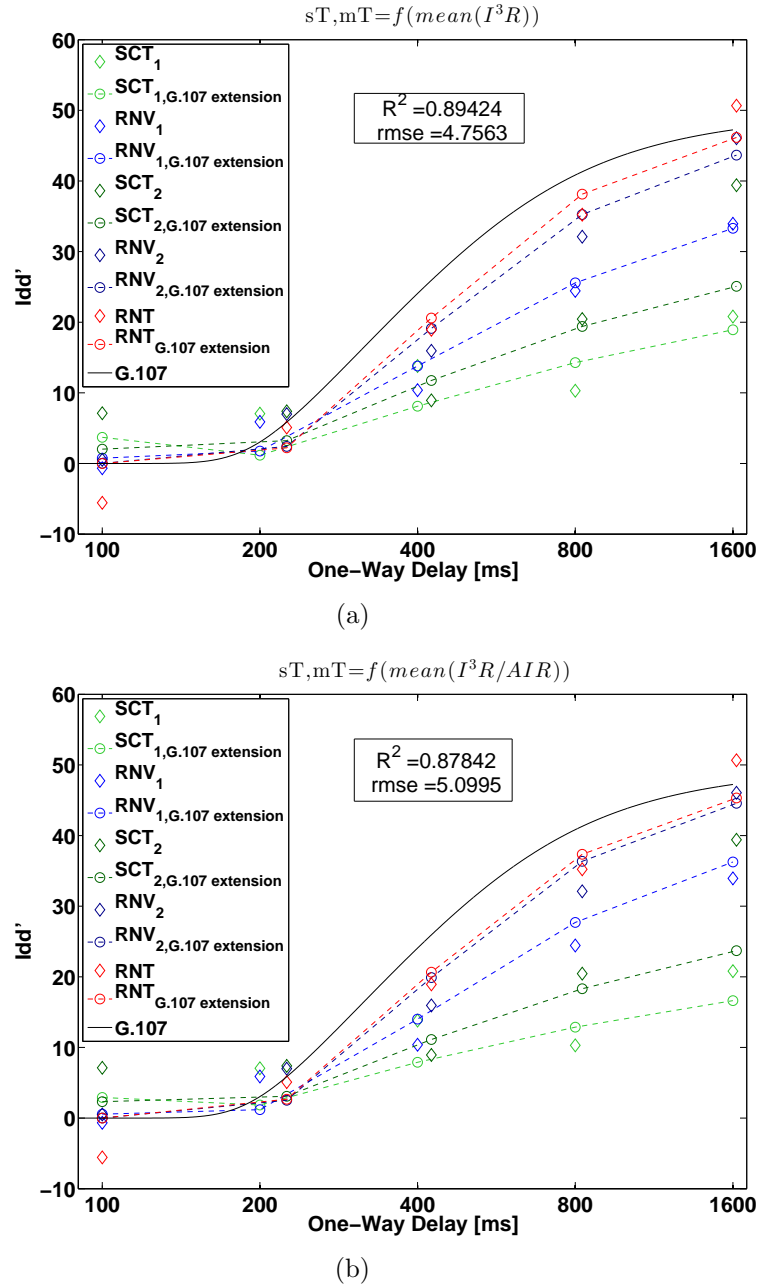 sT,mT=f(mean(I³R))
60
50
40
30
20
10
0
−10
Idd'
SCT₁
SCT₁,G.107 extension
RNV₁
RNV₁,G.107 extension
SCT₂
SCT₂,G.107 extension
RNV₂
RNV₂,G.107 extension
RNT
RNT G.107 extension
G.107
R² =0.89424
rmse =4.7563
100 200 400 800 1600
One−Way Delay [ms]
(a)
sT,mT=f(mean(I³R/AIR))
60
50
40
30
20
10
0
−10
Idd'
SCT₁
SCT₁,G.107 extension
RNV₁
RNV₁,G.107 extension
SCT₂
SCT₂,G.107 extension
RNV₂
RNV₂,G.107 extension
RNT
RNT G.107 extension
G.107
R² =0.87842
rmse =5.0995
100 200 400 800 1600
One−Way Delay [ms]
(b)